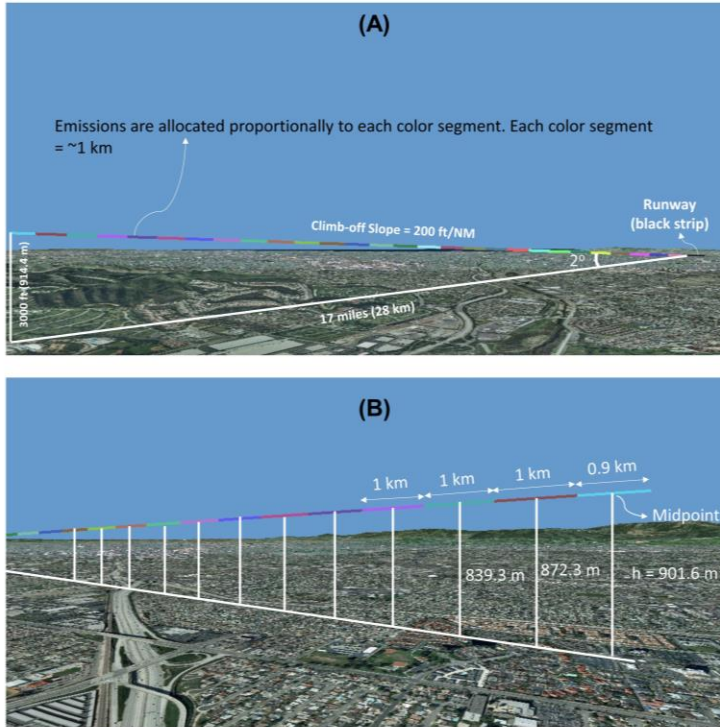 (A)
Emissions are allocated proportionally to each color segment. Each color segment
= ~1 km
Runway
(black strip)
Climb-off Slope = 200 ft/NM
2°
3000 ft (914.4 m)
17 miles (28 km)
(B)
1 km
1 km
1 km
0.9 km
Midpoint
839.3 m
872.3 m
h = 901.6 m